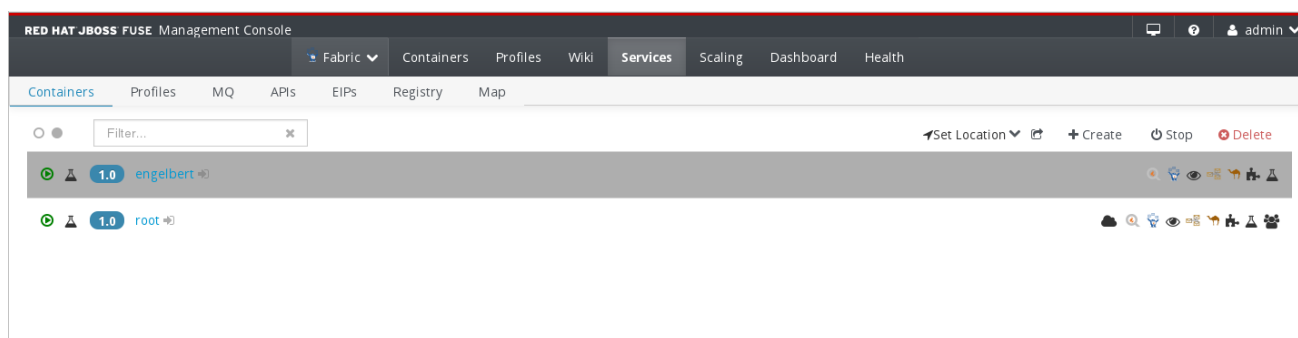 RED HAT JBOSS FUSE Management Console admin
Fabric Containers Profiles Wiki Services Scaling Dashboard Health
Containers Profiles MQ APIs EIPs Registry Map
Filter... Set Location Create Stop Delete
1.0 engelbert
1.0 root